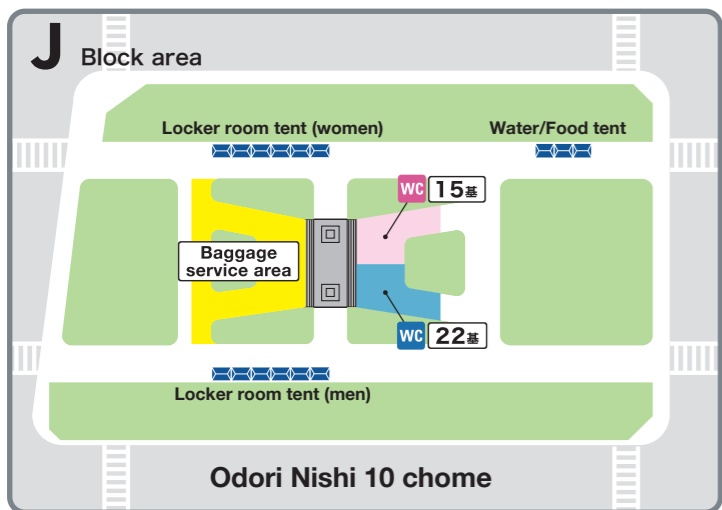 J Block area
Locker room tent (women)
Water/Food tent
WC 15基
Baggage
service area
WC 22基
Locker room tent (men)
Odori Nishi 10 chome